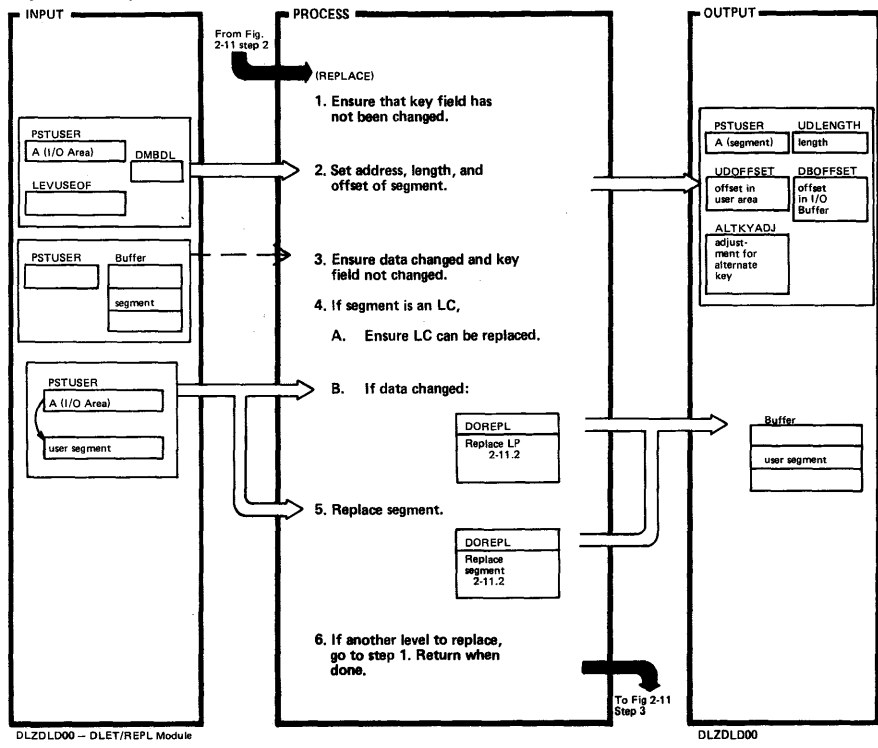 INPUT
PROCESS
OUTPUT
From Fig.
2-11 step 2
(REPLACE)
1. Ensure that key field has
not been changed.
PSTUSER
A (I/O Area)
DMBDL
LEVUSEOF
2. Set address, length, and
offset of segment.
PSTUSER
A (segment)
UDLENGTH
length
UDOFFSET
offset in
user area
DBOFFSET
offset
in I/O
Buffer
ALTKYADJ
adjust-
ment for
alternate
key
PSTUSER
Buffer
segment
3. Ensure data changed and key
field not changed.
4. If segment is an LC,
A. Ensure LC can be replaced.
PSTUSER
A (I/O Area)
user segment
B. If data changed:
DOREPL
Replace LP
2-11.2
Buffer
user segment
5. Replace segment.
DOREPL
Replace
segment
2-11.2
6. If another level to replace,
go to step 1. Return when
done.
To Fig 2-11
Step 3
DLZDLD00 – DLET/REPL Module
DLZDLD00